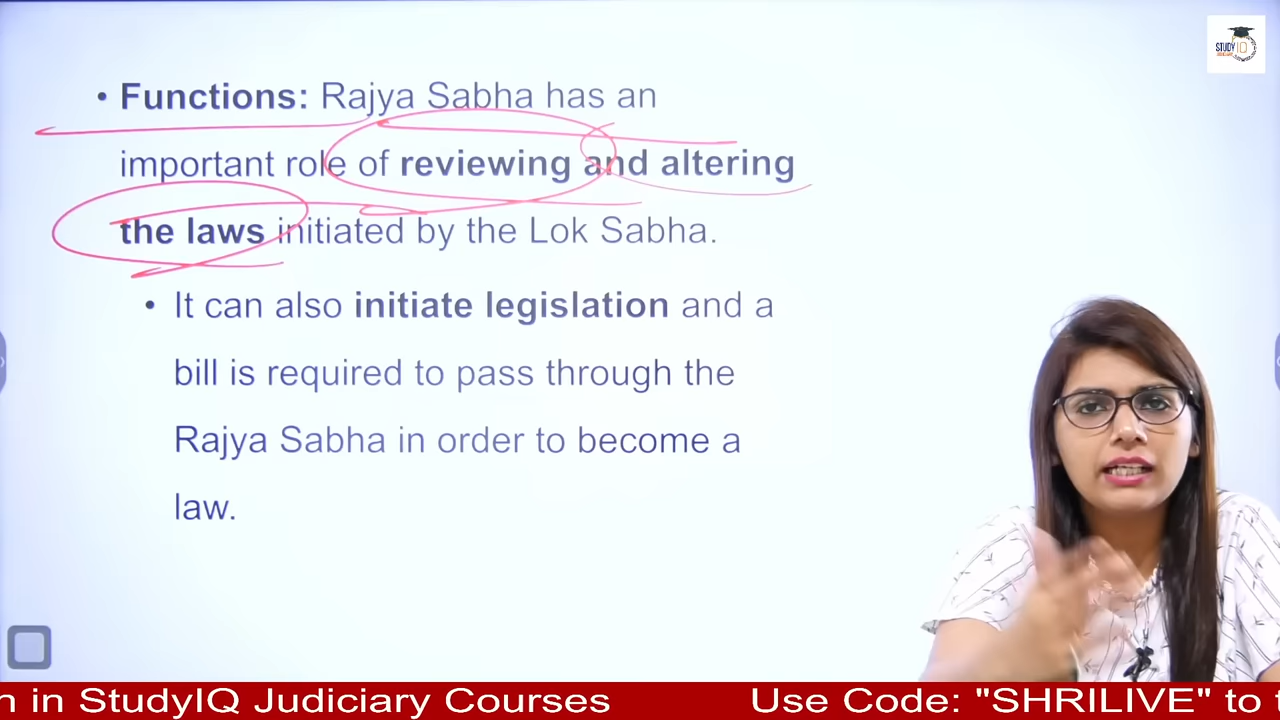 STUDY IQ
• Functions: Rajya Sabha has an
important role of reviewing and altering
the laws initiated by the Lok Sabha.
• It can also initiate legislation and a
bill is required to pass through the
Rajya Sabha in order to become a
law.
n in StudyIQ Judiciary Courses Use Code: "SHRILIVE" to